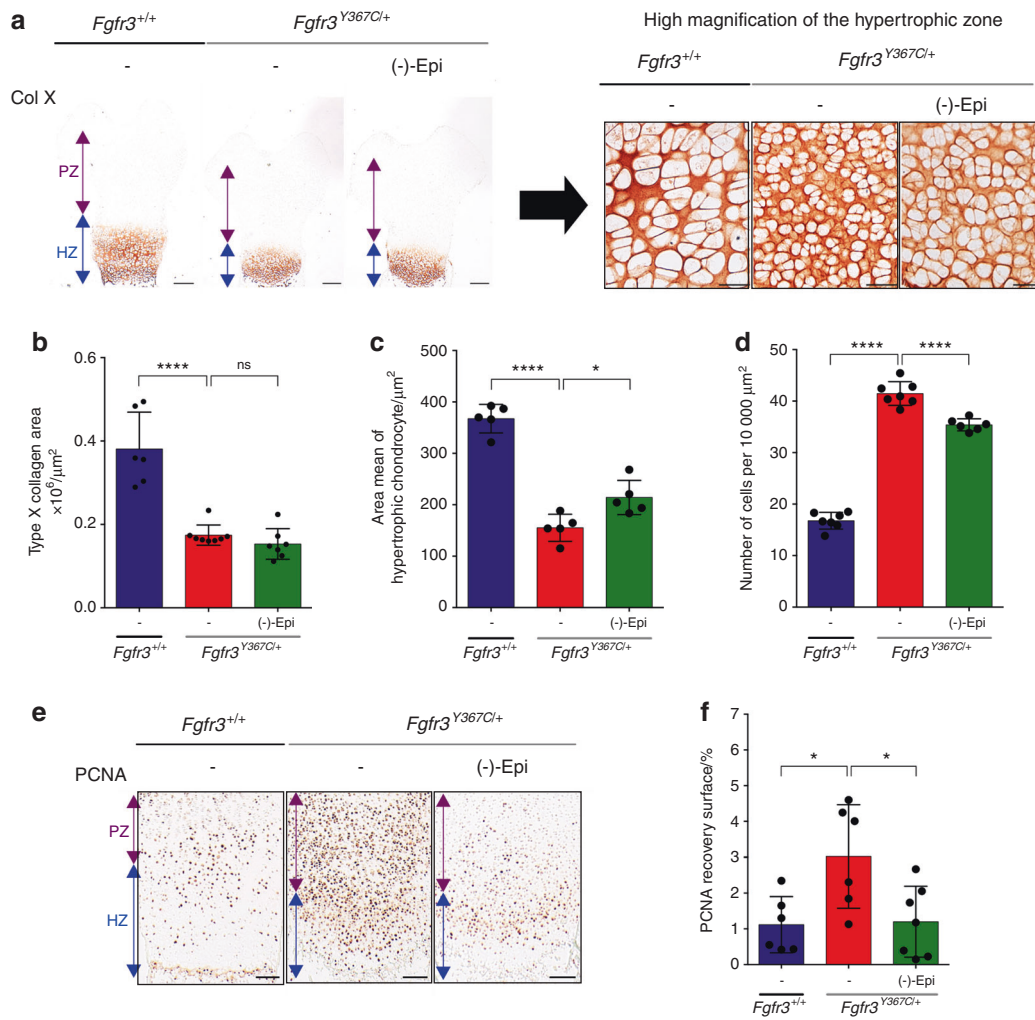 a
Fgfr3+/+
Fgfr3Y367C/+
-
-
(-)-Epi
Col X
PZ
HZ
High magnification of the hypertrophic zone
Fgfr3+/+
Fgfr3Y367C/+
-
-
(-)-Epi
b
Type X collagen area
×10⁶/μm²
0.6
0.4
0.2
0.0
****
ns
-
-
(-)-Epi
Fgfr3+/+
Fgfr3Y367C/+
c
Area mean of
hypertrophic chondrocyte/μm²
500
400
300
200
100
0
****
*
-
-
(-)-Epi
Fgfr3+/+
Fgfr3Y367C/+
d
Number of cells per 10 000 μm²
50
40
30
20
10
0
****
****
-
-
(-)-Epi
Fgfr3+/+
Fgfr3Y367C/+
e
Fgfr3+/+
Fgfr3Y367C/+
-
-
(-)-Epi
PCNA
PZ
HZ
f
PCNA recovery surface/%
7
6
5
4
3
2
1
0
*
*
-
-
(-)-Epi
Fgfr3+/+
Fgfr3Y367C/+